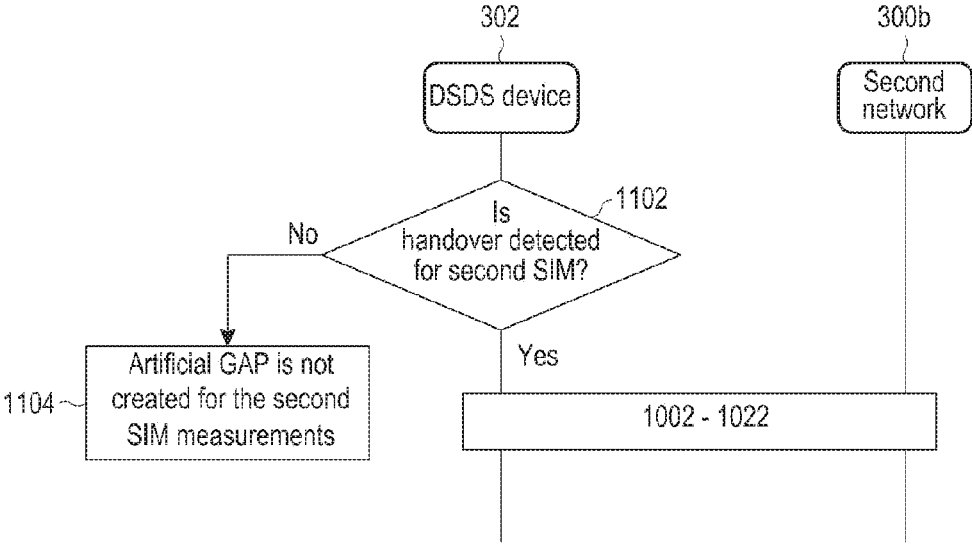 302
300b
DSDS device
Second
network
1102
Is
handover detected
for second SIM?
No
Yes
1104
Artificial GAP is not
created for the second
SIM measurements
1002 - 1022